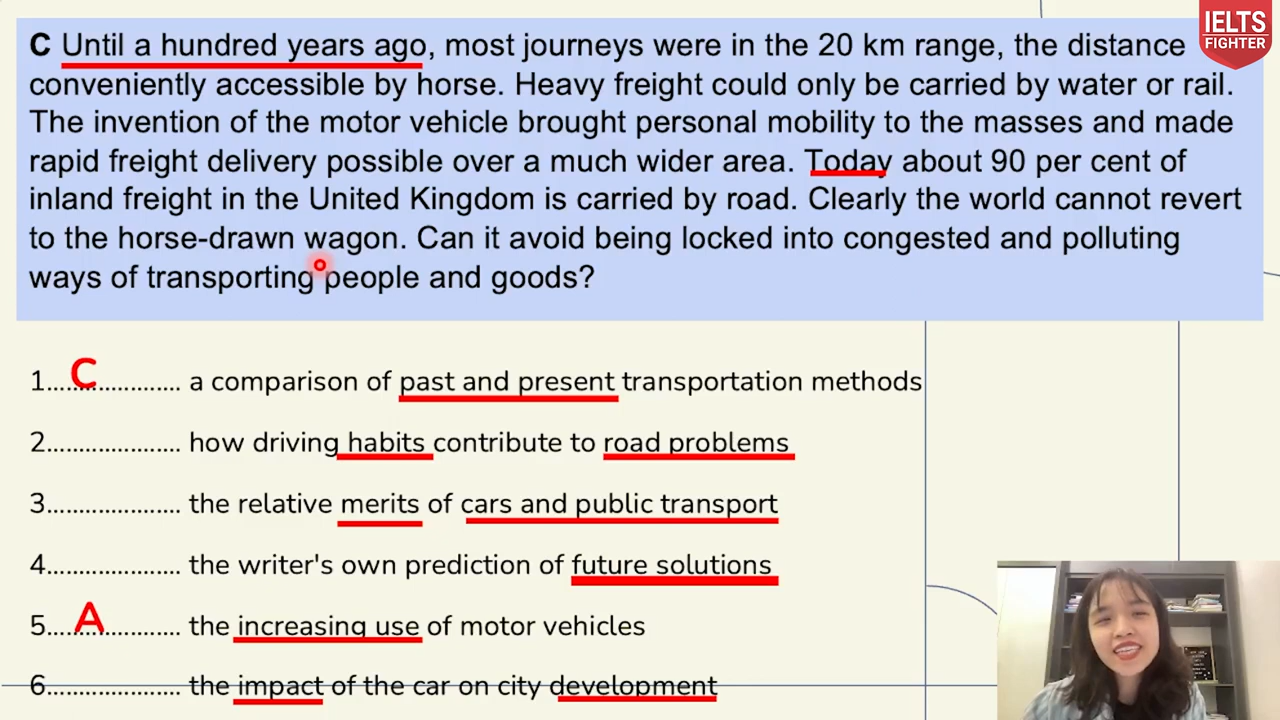 IELTS
FIGHTER
C Until a hundred years ago, most journeys were in the 20 km range, the distance
conveniently accessible by horse. Heavy freight could only be carried by water or rail.
The invention of the motor vehicle brought personal mobility to the masses and made
rapid freight delivery possible over a much wider area. Today about 90 per cent of
inland freight in the United Kingdom is carried by road. Clearly the world cannot revert
to the horse-drawn wagon. Can it avoid being locked into congested and polluting
ways of transporting people and goods?
1...C.................. a comparison of past and present transportation methods
2..................... how driving habits contribute to road problems
3..................... the relative merits of cars and public transport
4..................... the writer's own prediction of future solutions
5...A.................. the increasing use of motor vehicles
6..................... the impact of the car on city development